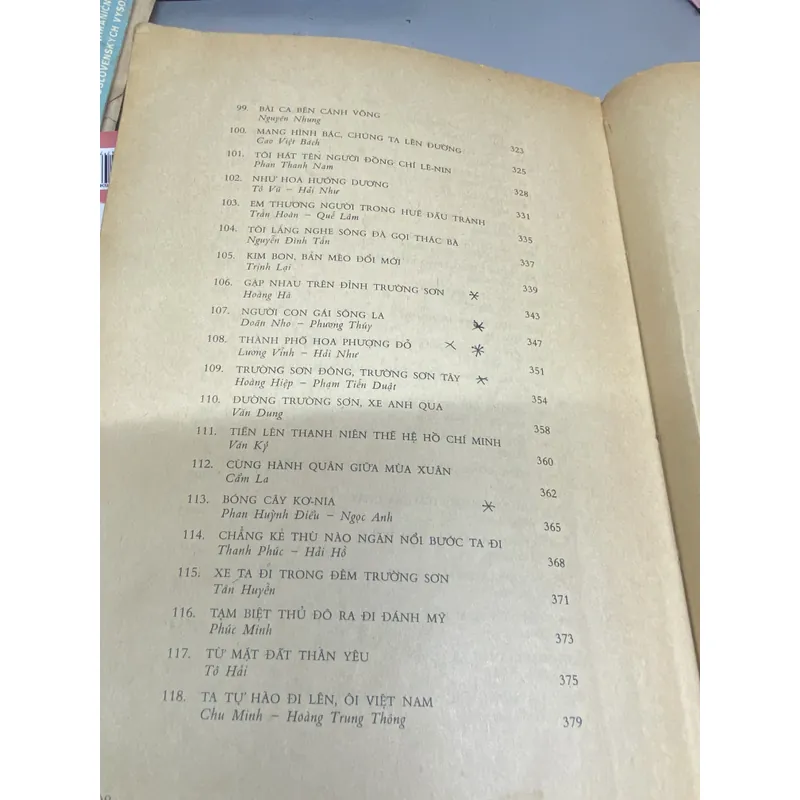 99. BÀI CA BÊN CÁNH VÕNG 323
Nguyên Nhung
100. MANG HÌNH BÁC, CHÚNG TA LÊN ĐƯỜNG 325
Cao Việt Bách
101. TÔI HÁT TÊN NGƯỜI ĐỒNG CHÍ LÊ-NIN 328
Phan Thanh Nam
102. NHƯ HOA HƯỚNG DƯƠNG 331
Tô Vũ – Hải Như
103. EM THƯƠNG NGƯỜI TRONG HUẾ ĐẤU TRANH 335
Trần Hoàn – Quế Lâm
104. TÔI LẮNG NGHE SÔNG ĐÀ GỌI THÁC BÀ 337
Nguyễn Đình Tấn
105. KIM BON, BẢN MÈO ĐỔI MỚI 339
Trịnh Lại
106. GẶP NHAU TRÊN ĐỈNH TRƯỜNG SƠN 343
Hoàng Hà
107. NGƯỜI CON GÁI SÔNG LA 347
Doãn Nho – Phương Thúy
108. THÀNH PHỐ HOA PHƯỢNG ĐỎ 351
Lương Vĩnh – Hải Như
109. TRƯỜNG SƠN ĐÔNG, TRƯỜNG SƠN TÂY 354
Hoàng Hiệp – Phạm Tiến Duật
110. ĐƯỜNG TRƯỜNG SƠN, XE ANH QUA 358
Văn Dung
111. TIẾN LÊN THANH NIÊN THẾ HỆ HỒ CHÍ MINH 360
Văn Ký
112. CÙNG HÀNH QUÂN GIỮA MÙA XUÂN 362
Cẩm La
113. BÓNG CÂY KƠ-NIA 365
Phan Huỳnh Điểu – Ngọc Anh
114. CHẲNG KẺ THÙ NÀO NGĂN NỔI BƯỚC TA ĐI 368
Thanh Phúc – Hải Hồ
115. XE TA ĐI TRONG ĐÊM TRƯỜNG SƠN 371
Tân Huyền
116. TẠM BIỆT THỦ ĐÔ RA ĐI ĐÁNH MỸ 373
Phúc Minh
117. TỪ MẶT ĐẤT THÂN YÊU 375
Tô Hải
118. TA TỰ HÀO ĐI LÊN, ÔI VIỆT NAM 379
Chu Minh – Hoàng Trung Thông